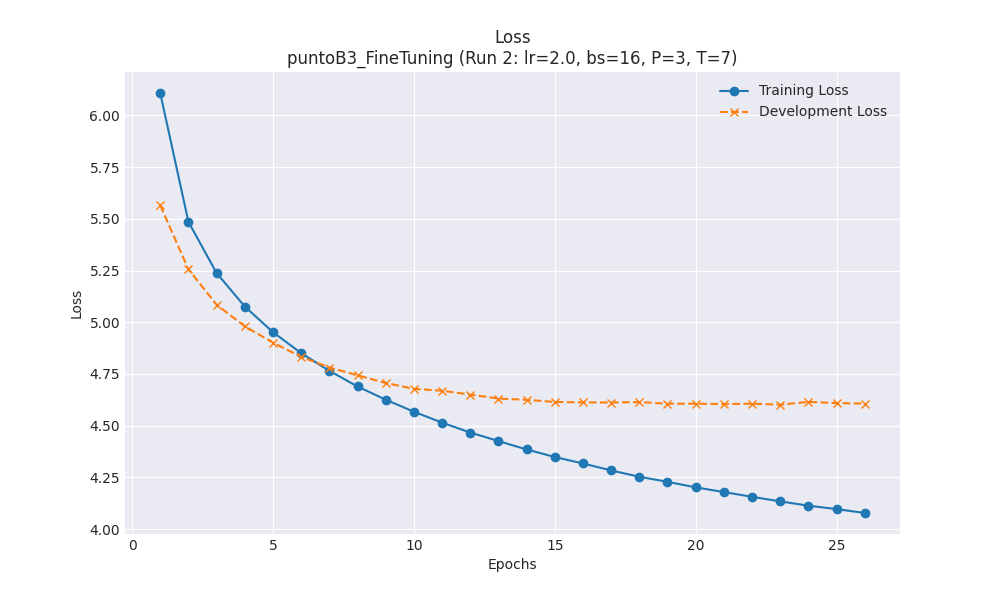 Loss
puntoB3_FineTuning (Run 2: lr=2.0, bs=16, P=3, T=7)
Training Loss
Development Loss
6.00
5.75
5.50
5.25
5.00
4.75
4.50
4.25
4.00
Loss
0 5 10 15 20 25
Epochs